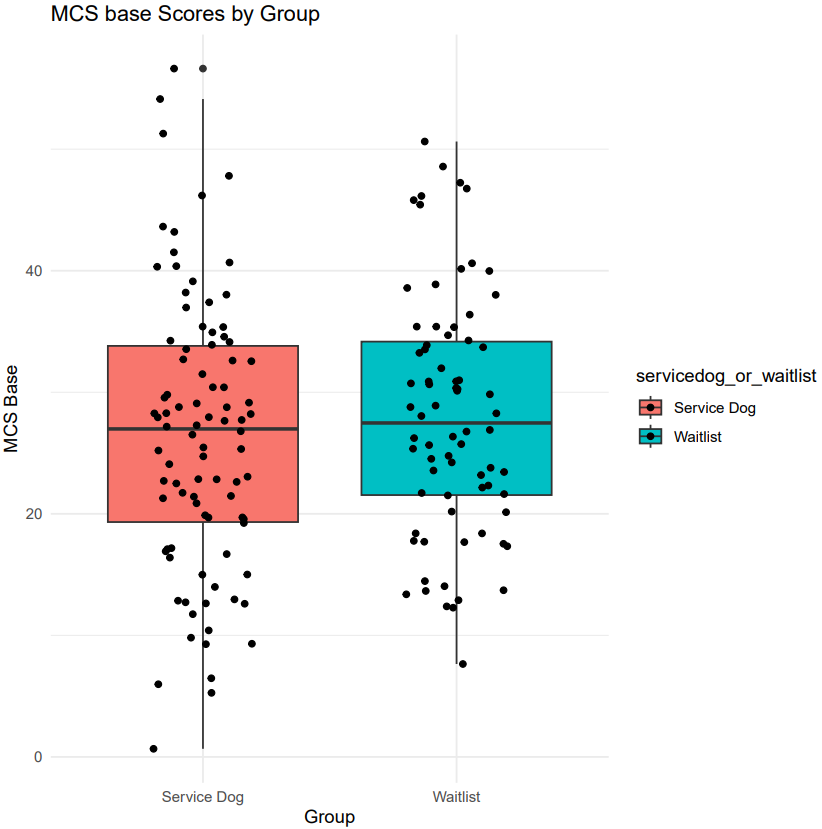 MCS base Scores by Group
MCS Base
40
20
0
Service Dog
Waitlist
Group
servicedog_or_waitlist
Service Dog
Waitlist